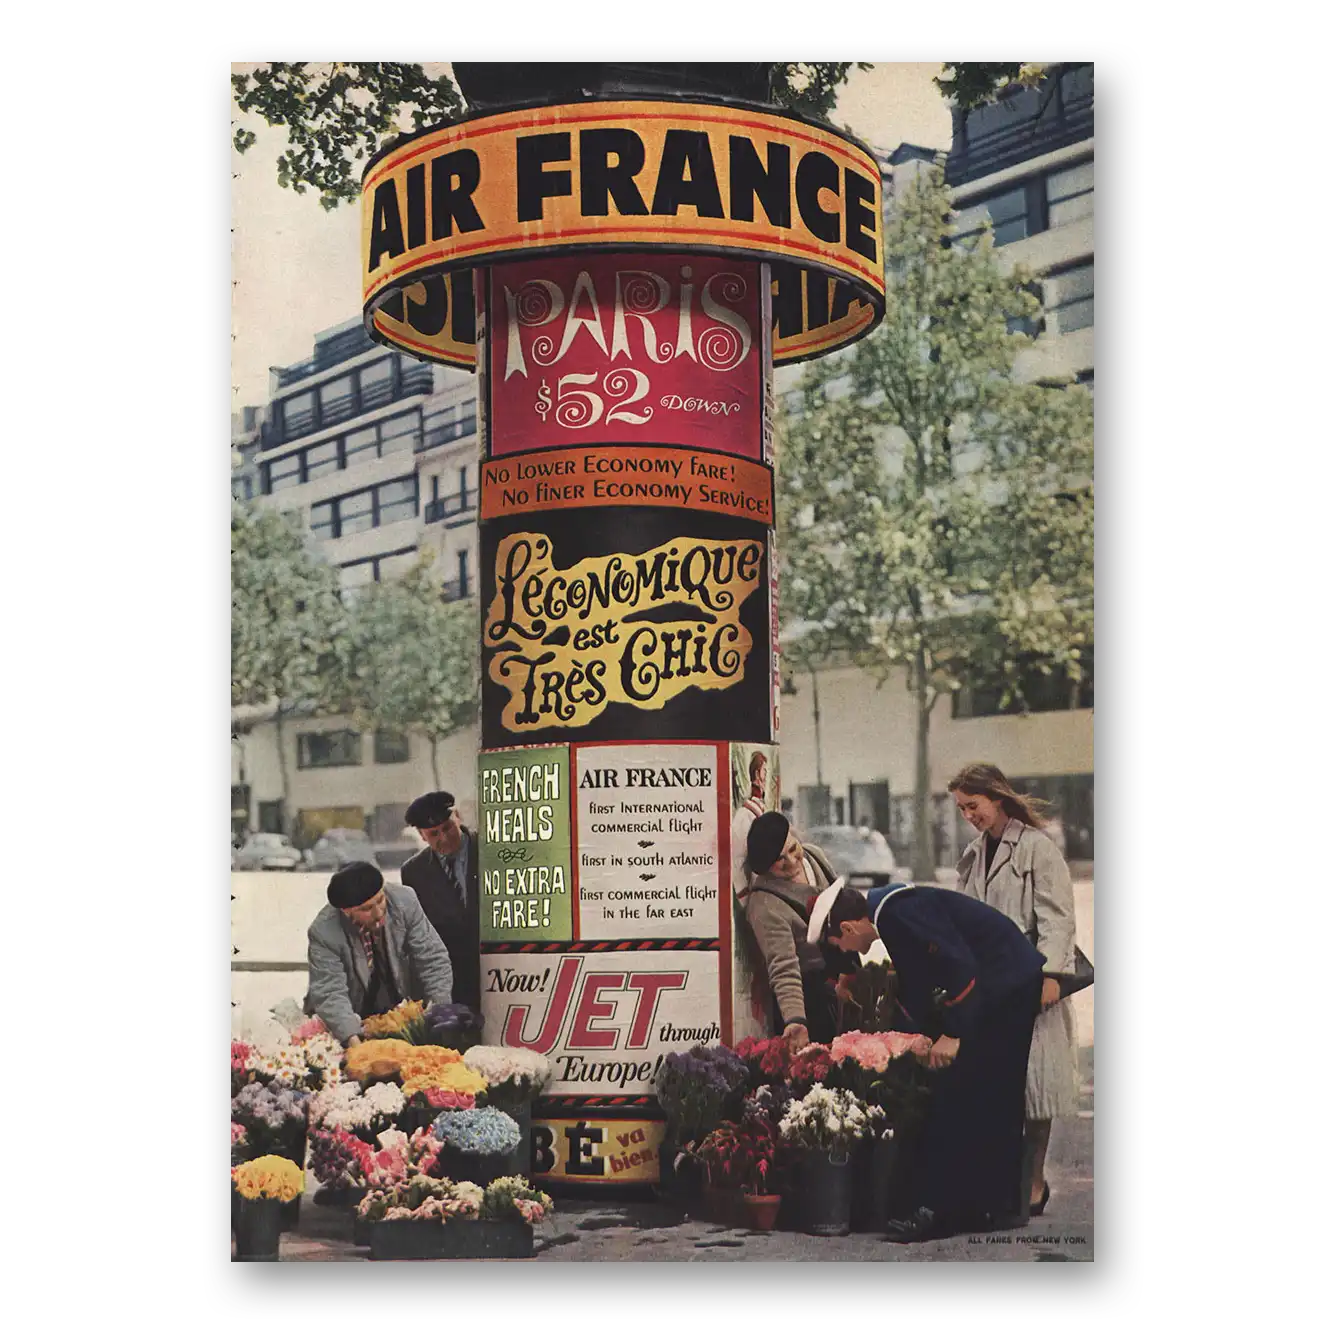 AIR FRANCE
PARiS
$52 DOWN
No Lower Economy Fare!
No Finer Economy Service!
L'économique
est
Très Chic
FRENCH
MEALS
NO EXTRA
FARE!
AIR FRANCE
first International
commercial flight
first in south atlantic
first commercial flight
in the far east
Now! JET through
Europe!
BÉ va
bien.
ALL FARES FROM NEW YORK